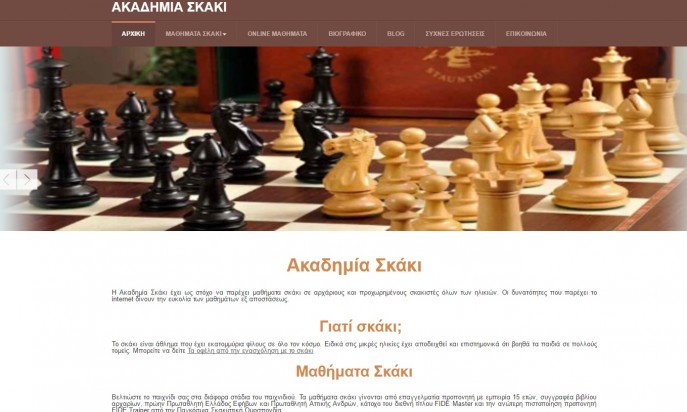 ΑΚΑΔΗΜΙΑ ΣΚΑΚΙ
ΑΡΧΙΚΗ ΜΑΘΗΜΑΤΑ ΣΚΑΚΙ ONLINE ΜΑΘΗΜΑΤΑ ΒΙΟΓΡΑΦΙΚΟ BLOG ΣΥΧΝΕΣ ΕΡΩΤΗΣΕΙΣ ΕΠΙΚΟΙΝΩΝΙΑ
STAUNTONS
Ακαδημία Σκάκι
Η Ακαδημία Σκάκι έχει ως στόχο να παρέχει μαθήματα σκάκι σε αρχάριους και προχωρημένους σκακιστές όλων των ηλικιών. Οι δυνατότητες που παρέχει το
internet δίνουν την ευκολία των μαθημάτων εξ αποστάσεως.
Γιατί σκάκι;
Το σκάκι είναι άθλημα που έχει εκατομμύρια φίλους σε όλο τον κόσμο. Ειδικά στις μικρές ηλικίες έχει αποδειχθεί και επιστημονικά ότι βοηθά τα παιδιά σε πολλούς
τομείς. Μπορείτε να δείτε Τα οφέλη από την ενασχόληση με το σκάκι
Μαθήματα Σκάκι
Βελτιώστε το παιχνίδι σας στα διάφορα στάδια του παιχνιδιού. Τα μαθήματα σκάκι γίνονται από επαγγελματία προπονητή με εμπειρία 15 ετών, συγγραφέα βιβλίου
αρχαρίων, πρώην Πρωταθλητή Ελλάδος Εφήβων και Πρωταθλητή Αττικής Ανδρών, κάτοχο του διεθνή τίτλου FIDE Master και την ανώτερη πιστοποίηση προπονητή
FIDE Trainer από την Παγκόσμια Σκακιστική Ομοσπονδία.